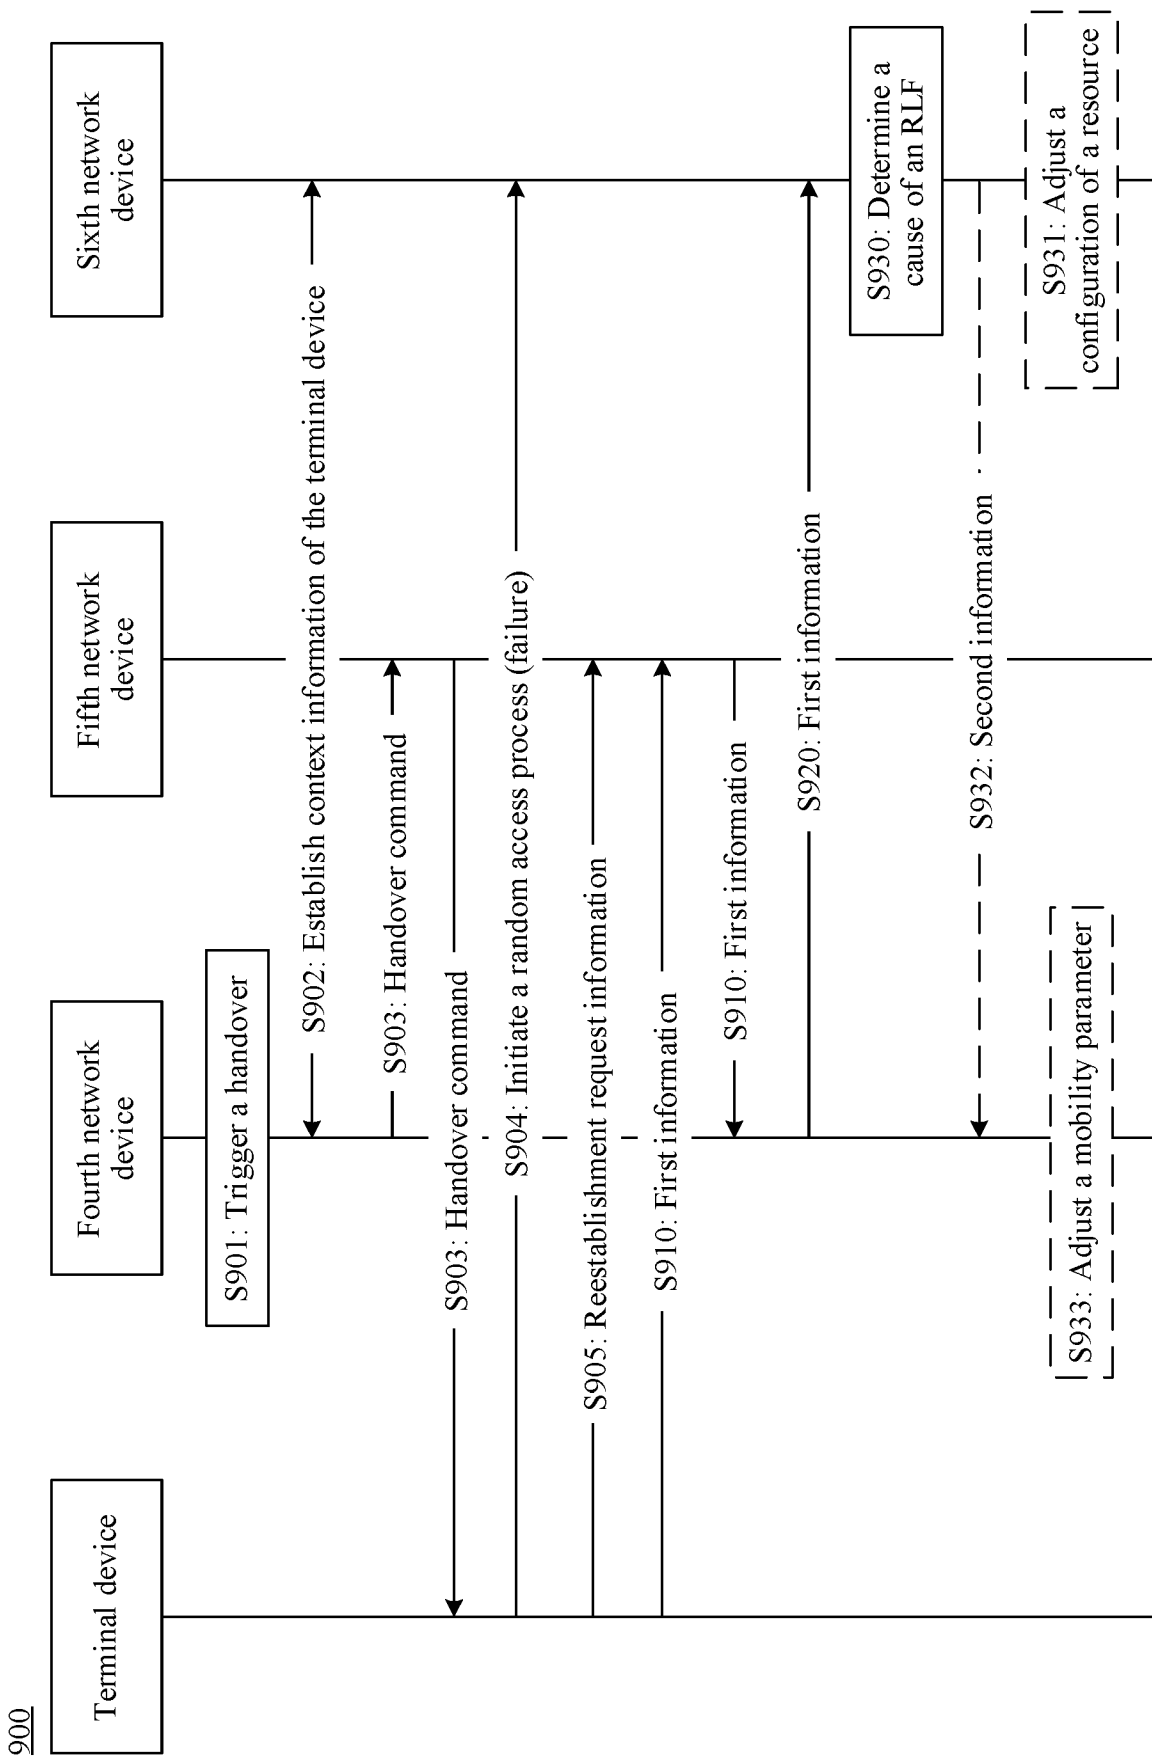 900
Terminal device
Fourth network
device
Fifth network
device
Sixth network
device
S901: Trigger a handover
S902: Establish context information of the terminal device
S903: Handover command
S903: Handover command
S904: Initiate a random access process (failure)
S905: Reestablishment request information
S910: First information
S910: First information
S920: First information
S930: Determine a
cause of an RLF
S932: Second information
S931: Adjust a
configuration of a resource
S933: Adjust a mobility parameter